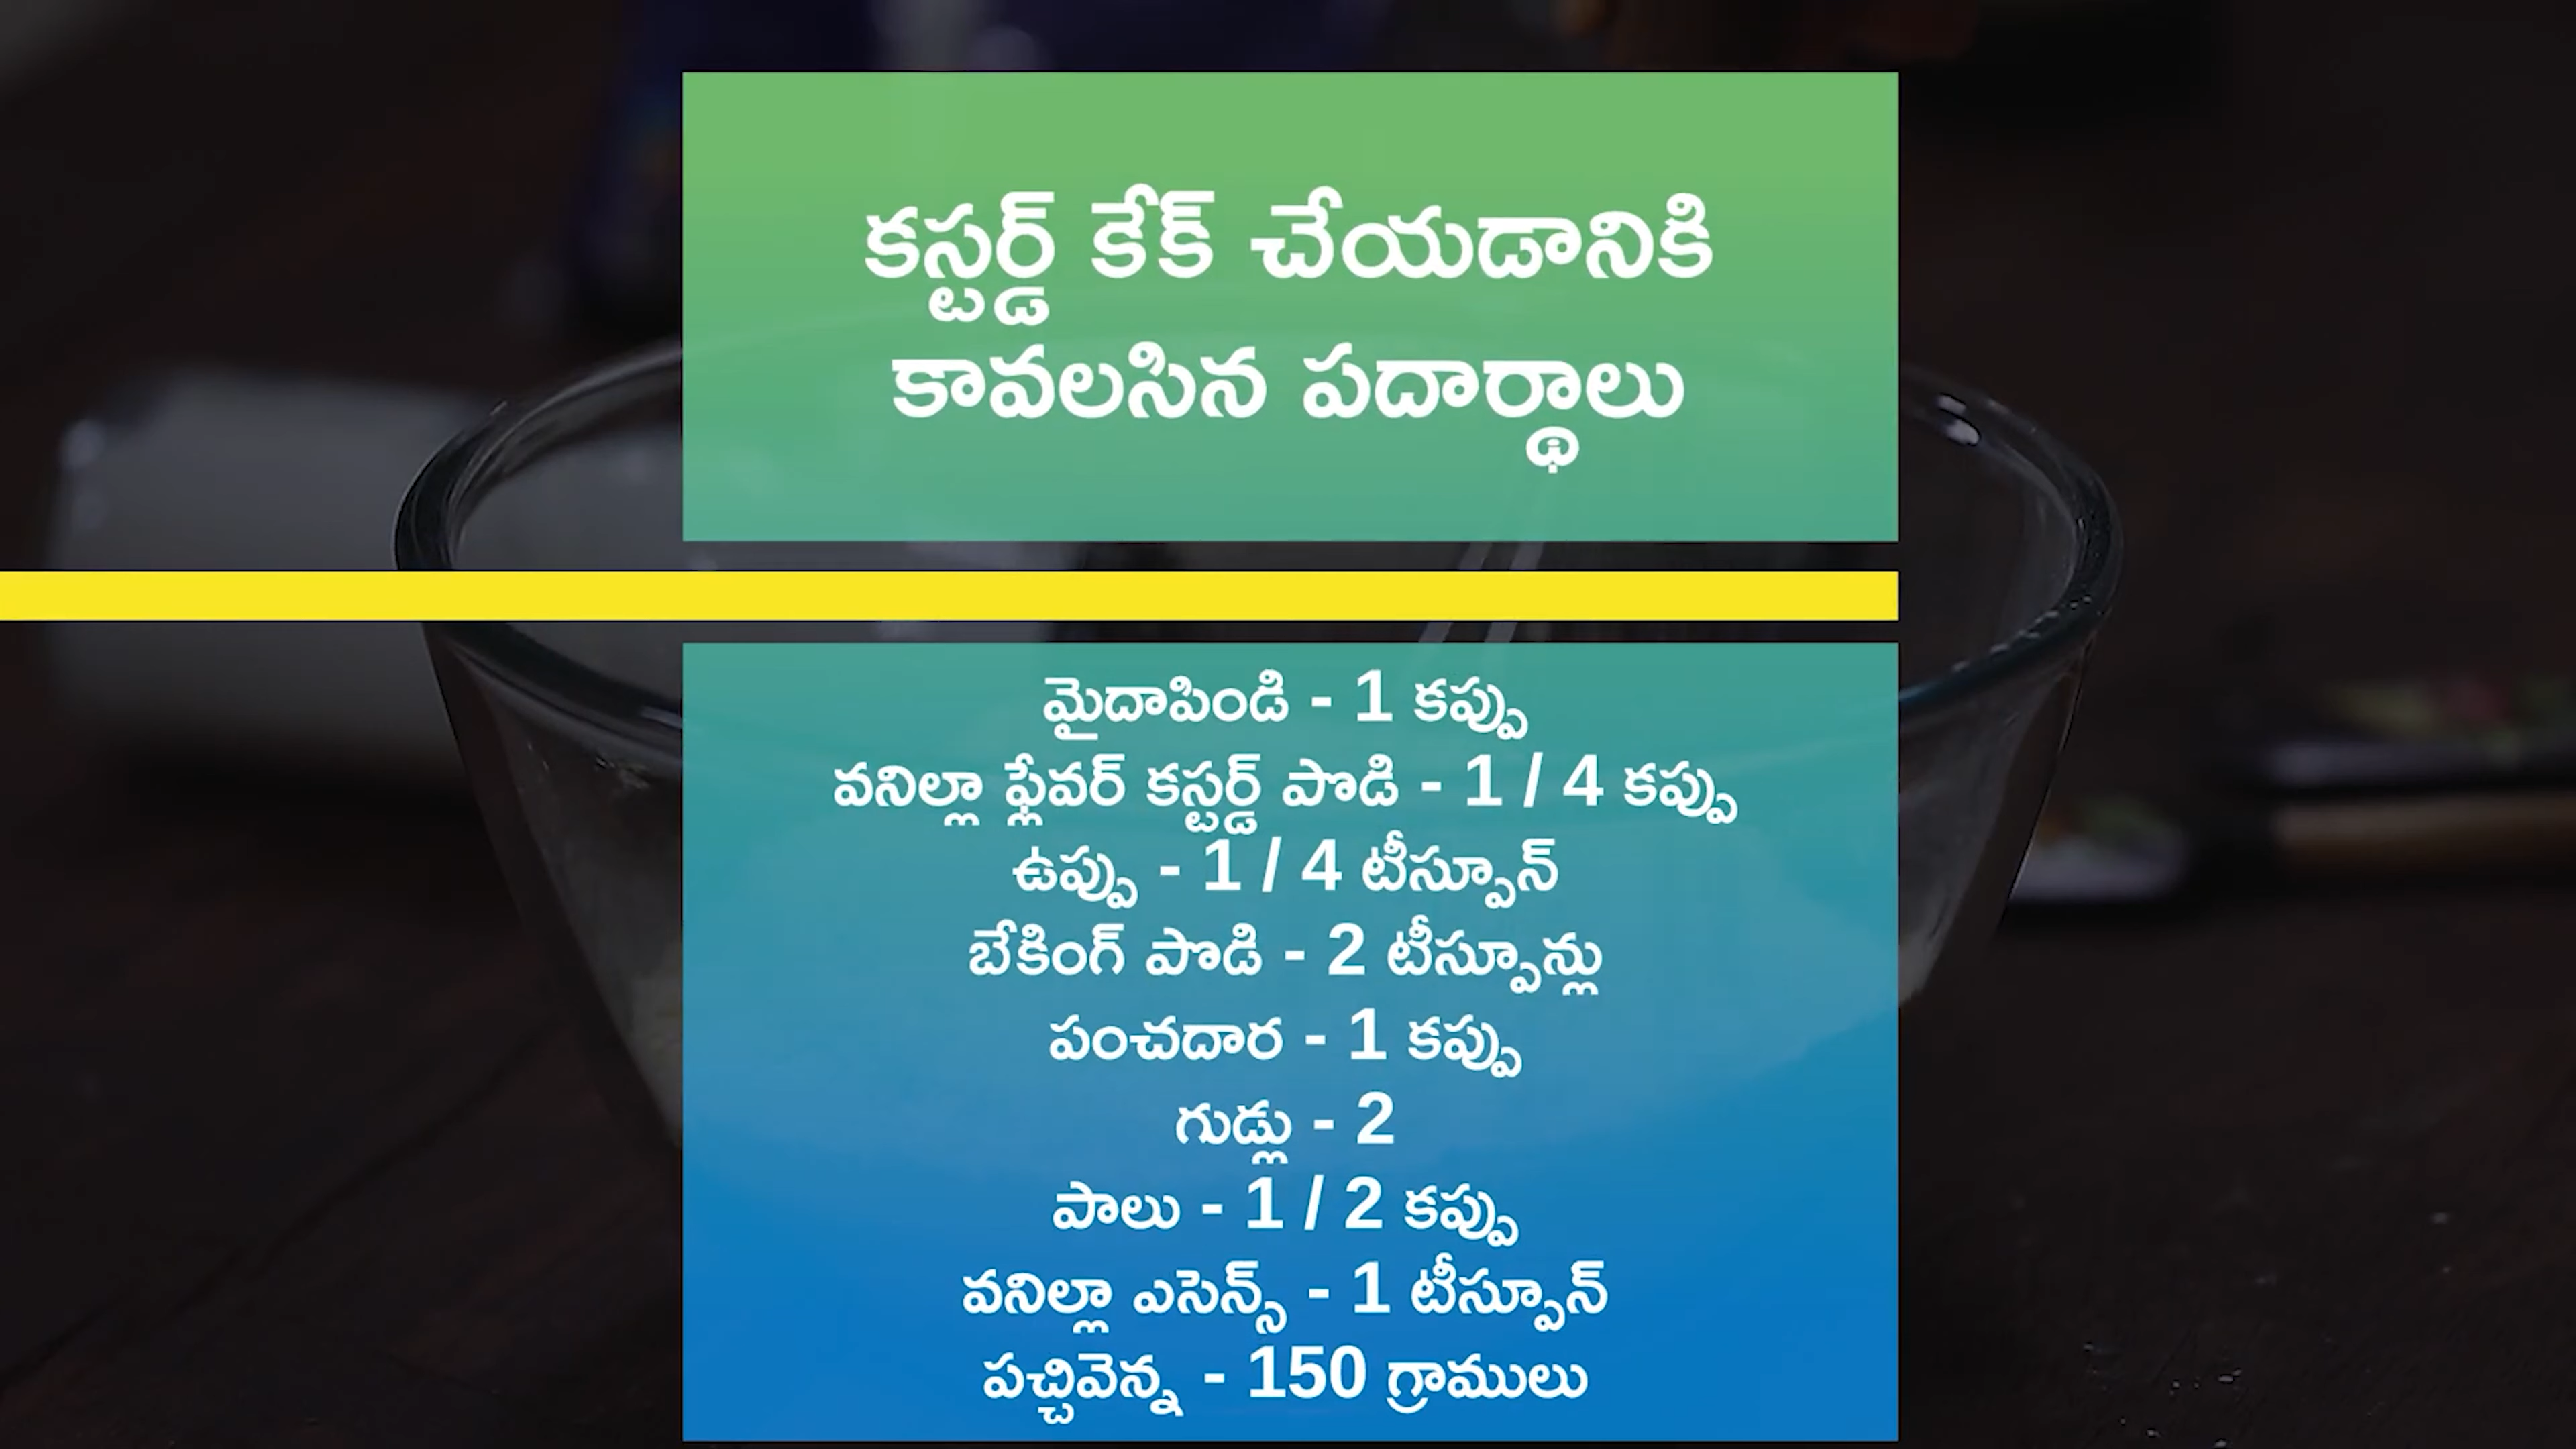 కస్టర్డ్ కేక్ చేయడానికి
కావలసిన పదార్థాలు
మైదాపిండి - 1 కప్పు
వనిల్లా ఫ్లేవర్ కస్టర్డ్ పొడి - 1 / 4 కప్పు
ఉప్పు - 1 / 4 టీస్పూన్
బేకింగ్ పొడి - 2 టీస్పూన్లు
పంచదార - 1 కప్పు
గుడ్లు - 2
పాలు - 1 / 2 కప్పు
వనిల్లా ఎసెన్స్ - 1 టీస్పూన్
పచ్చివెన్న - 150 గ్రాములు